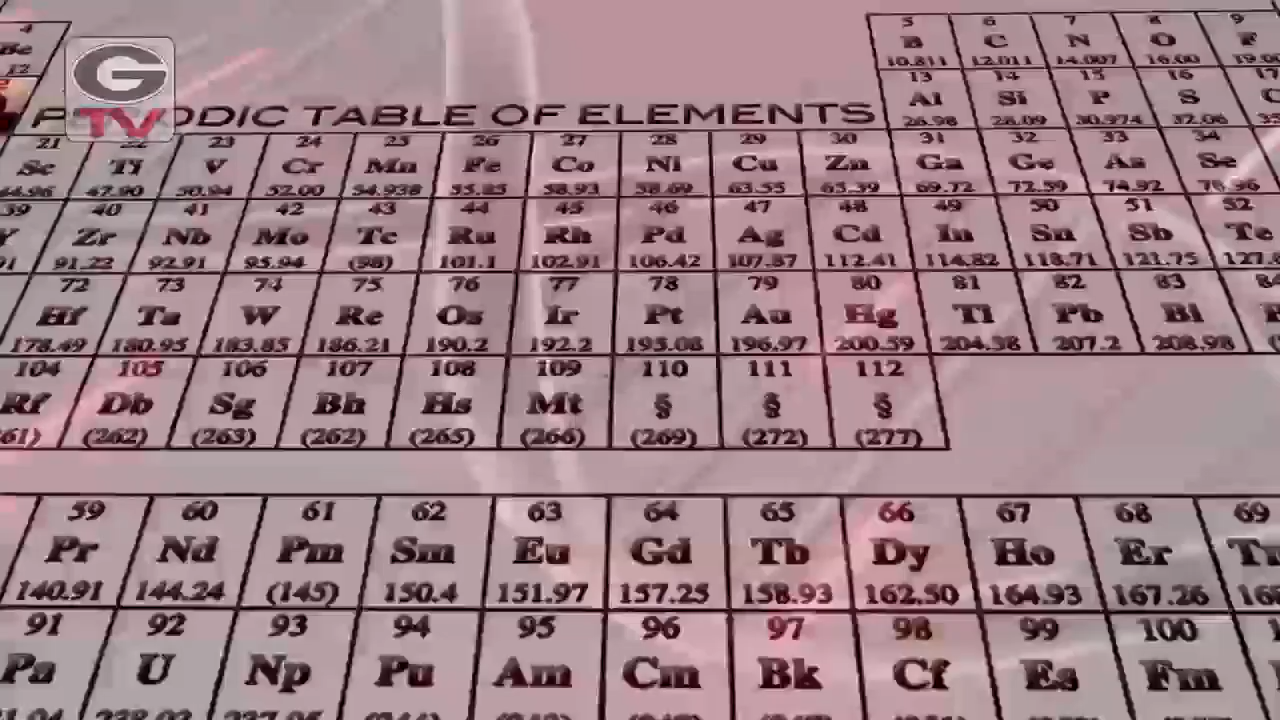 4 5 6 7 8 9
Be B C N O F
12 10.811 12.011 14.007 16.00
G
TV
13 14 15 16 17
Al Si P S
26.98 28.09 30.974 32.06
ODIC TABLE OF ELEMENTS
21 22 23 24 25 26 27 28 29 30 31 32 33 34
Sc Ti V Cr Mn Fe Co Ni Cu Zn Ga Ge As Se
44.96 47.90 50.94 52.00 54.938 55.85 58.93 58.69 63.55 65.39 69.72 72.59 74.92 78.96
39 40 41 42 43 44 45 46 47 48 49 50 51 52
Y Zr Nb Mo Tc Ru Rh Pd Ag Cd In Sn Sb Te
91.22 92.91 95.94 (98) 101.1 102.91 106.42 107.87 112.41 114.82 118.71 121.75
72 73 74 75 76 77 78 79 80 81 82 83
Hf Ta W Re Os Ir Pt Au Hg Tl Pb Bi
178.49 180.95 183.85 186.21 190.2 192.2 195.08 196.97 200.59 204.38 207.2 208.98
104 105 106 107 108 109 110 111 112
Rf Db Sg Bh Hs Mt § § §
(262) (263) (262) (265) (266) (269) (272) (277)
59 60 61 62 63 64 65 66 67 68 69
Pr Nd Pm Sm Eu Gd Tb Dy Ho Er
140.91 144.24 (145) 150.4 151.97 157.25 158.93 162.50 164.93 167.26
91 92 93 94 95 96 97 98 99 100
Pa U Np Pu Am Cm Bk Cf Es Fm